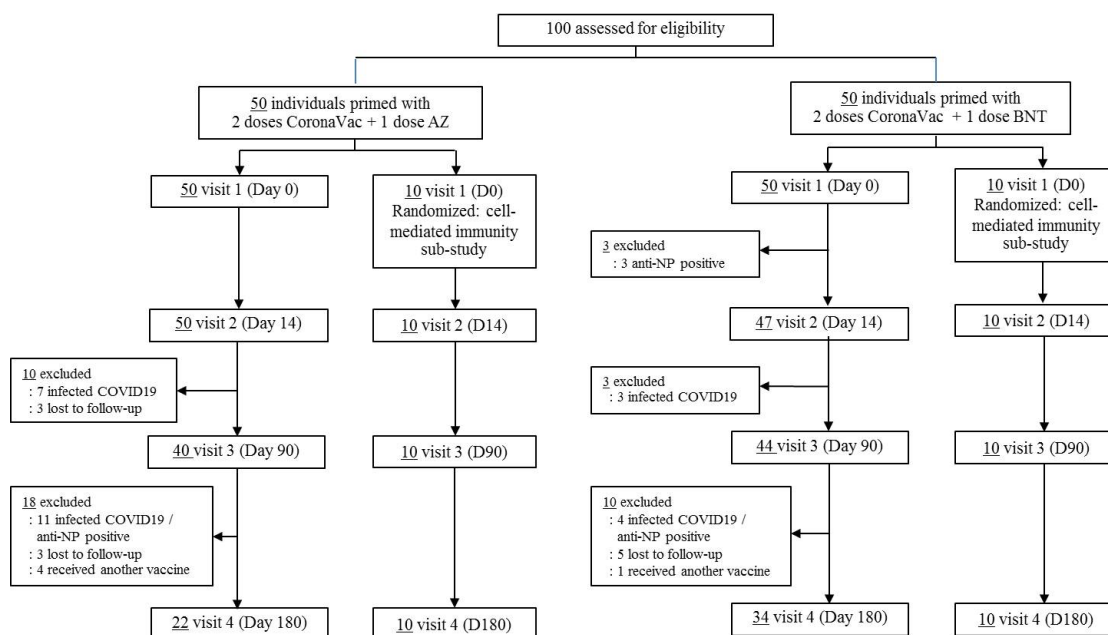 100 assessed for eligibility
50 individuals primed with
2 doses CoronaVac + 1 dose AZ
50 visit 1 (Day 0)
10 visit 1 (D0)
Randomized: cell-
mediated immunity
sub-study
50 visit 2 (Day 14)
10 visit 2 (D14)
10 excluded
: 7 infected COVID19
: 3 lost to follow-up
40 visit 3 (Day 90)
10 visit 3 (D90)
18 excluded
: 11 infected COVID19 /
anti-NP positive
: 3 lost to follow-up
: 4 received another vaccine
22 visit 4 (Day 180)
10 visit 4 (D180)
50 individuals primed with
2 doses CoronaVac + 1 dose BNT
50 visit 1 (Day 0)
10 visit 1 (D0)
Randomized: cell-
mediated immunity
sub-study
3 excluded
: 3 anti-NP positive
47 visit 2 (Day 14)
10 visit 2 (D14)
3 excluded
: 3 infected COVID19
44 visit 3 (Day 90)
10 visit 3 (D90)
10 excluded
: 4 infected COVID19 /
anti-NP positive
: 5 lost to follow-up
: 1 received another vaccine
34 visit 4 (Day 180)
10 visit 4 (D180)